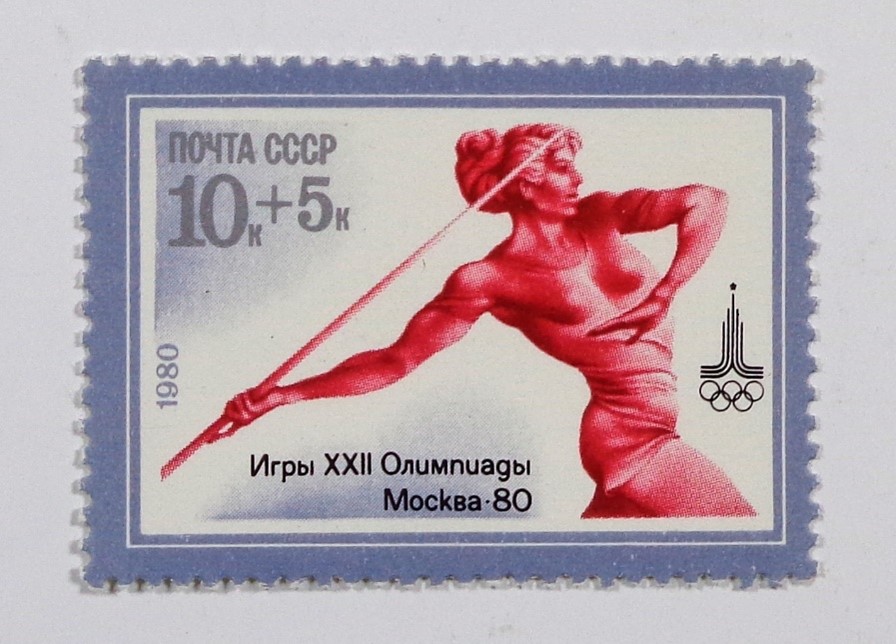 ПОЧТА СССР
10к+5к
1980
Игры XXII Олимпиады
Москва·80